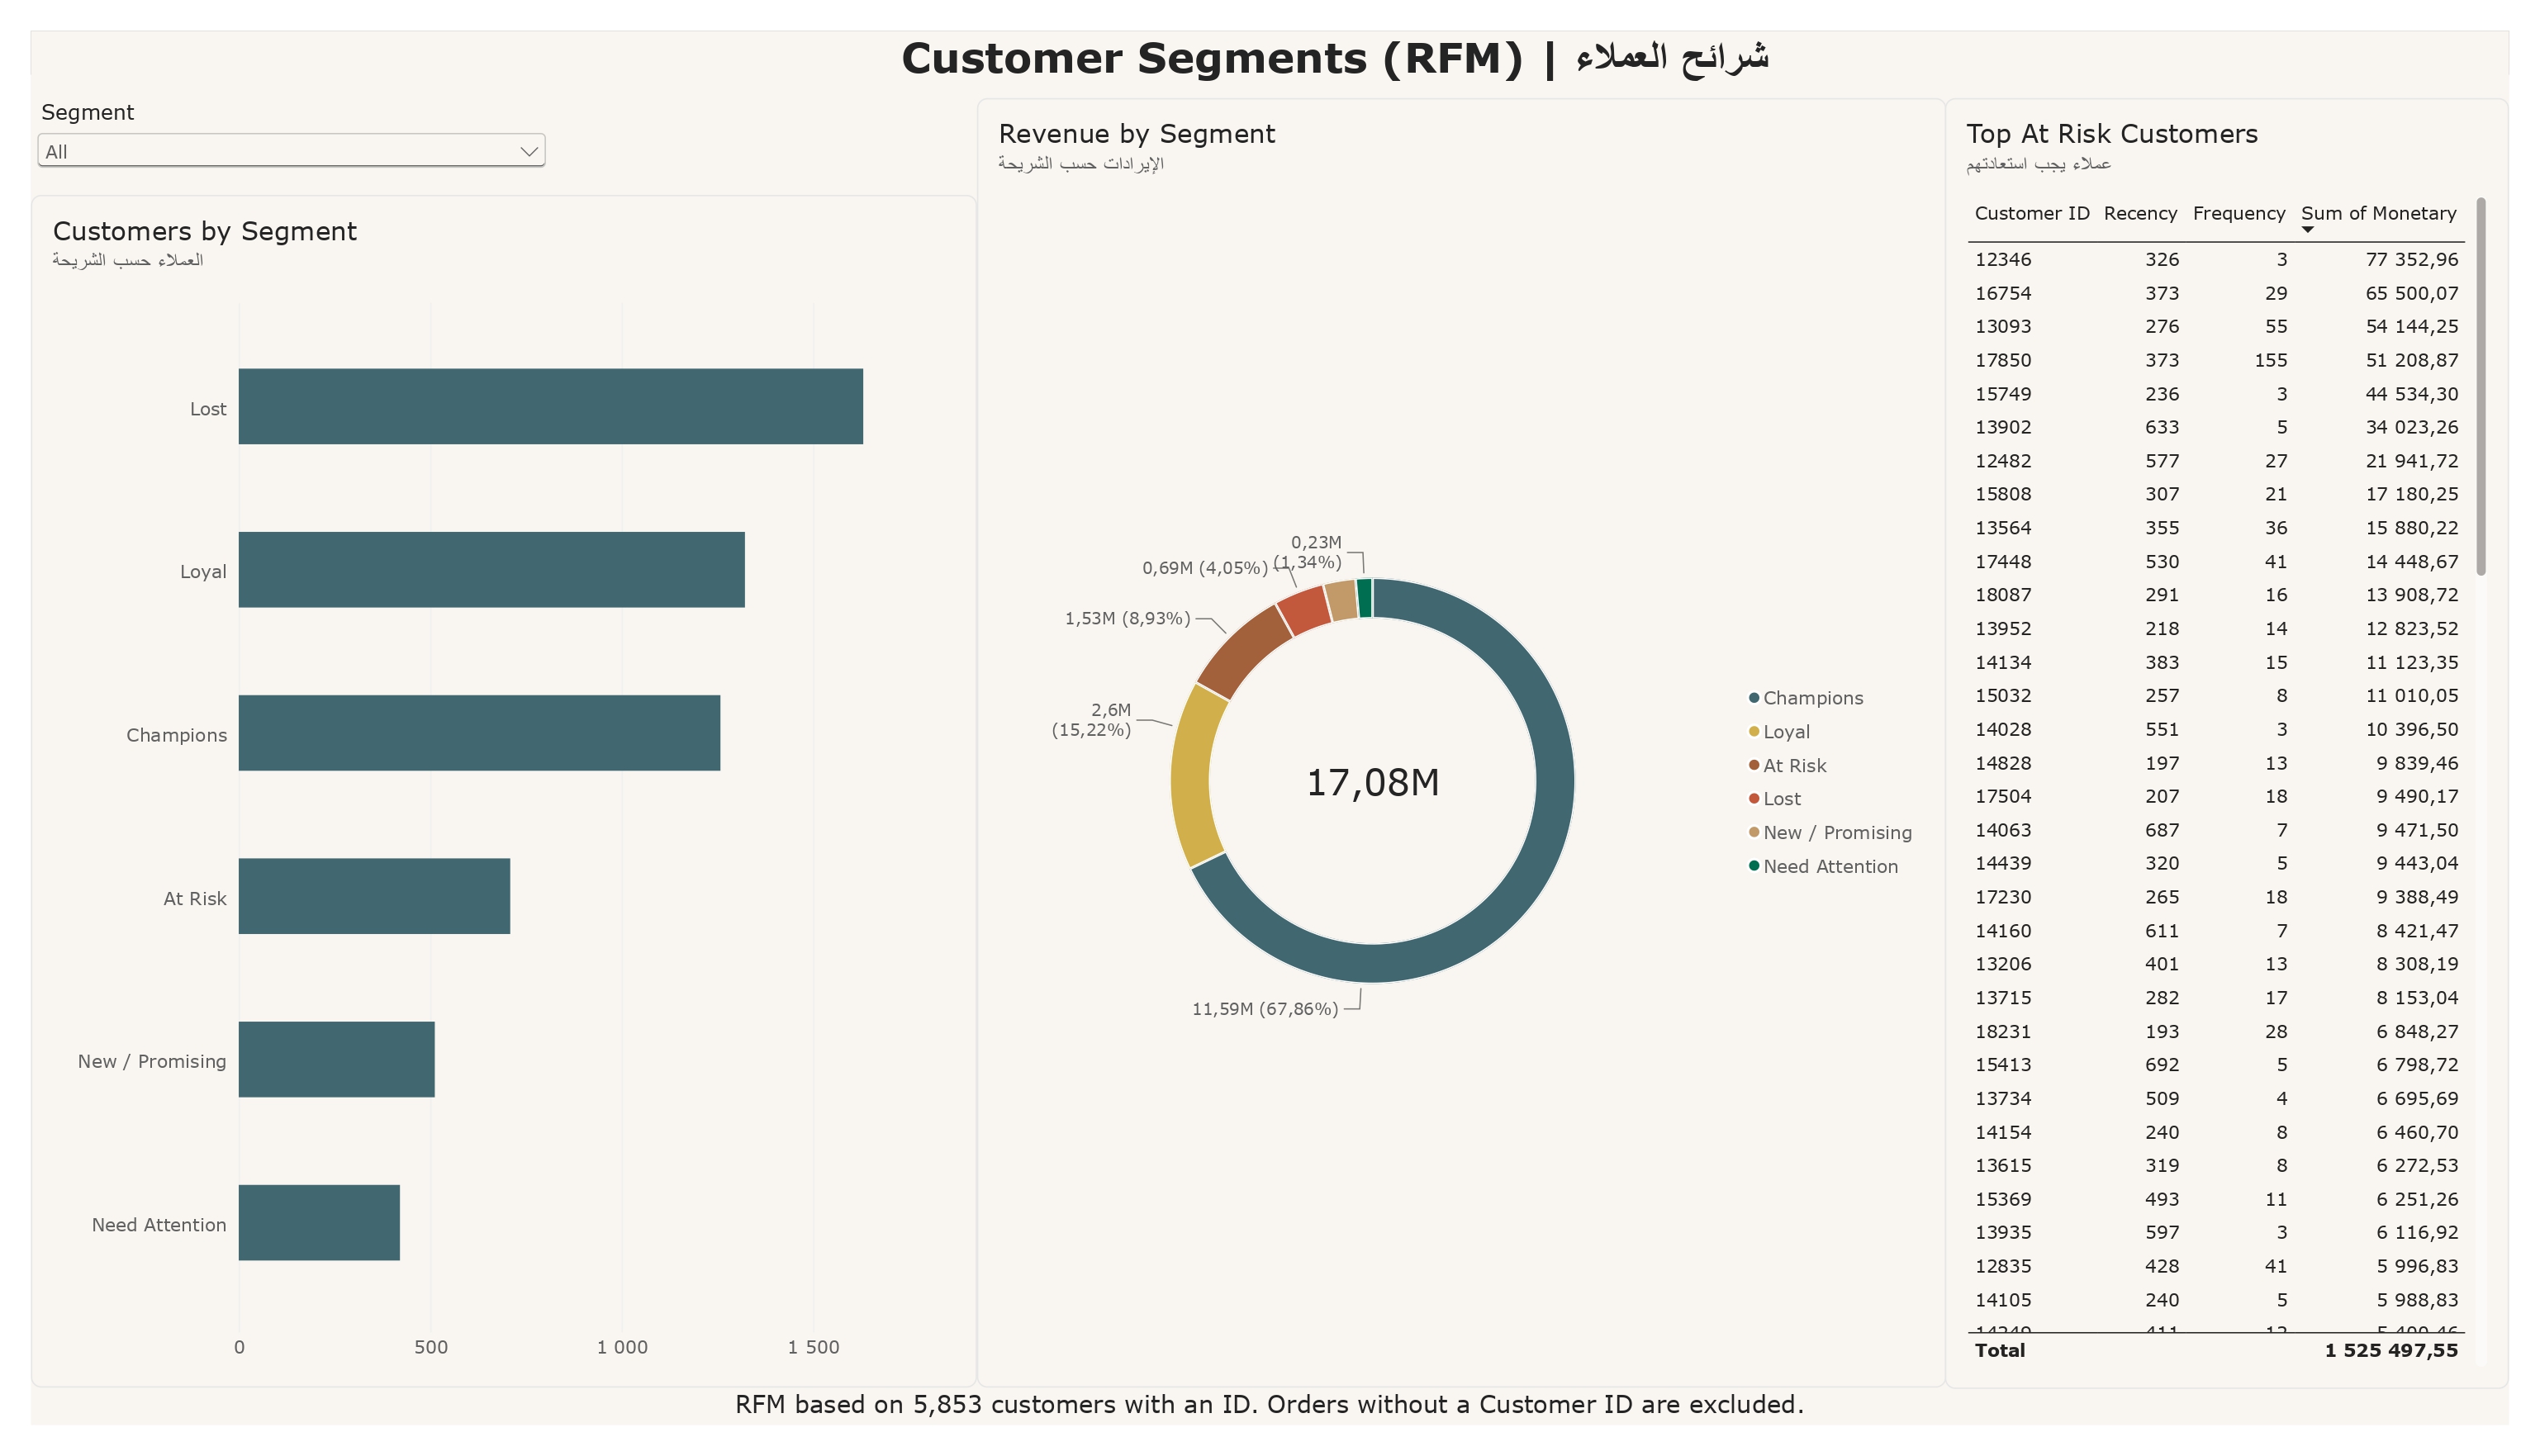 Customer Segments (RFM) | شرائح العملاء
Segment
All
Customers by Segment
العملاء حسب الشريحة
Lost
Loyal
Champions
At Risk
New / Promising
Need Attention
0 500 1 000 1 500
Revenue by Segment
الإيرادات حسب الشريحة
0,23M
(1,34%)
0,69M (4,05%)
1,53M (8,93%)
2,6M
(15,22%)
17,08M
11,59M (67,86%)
Champions
Loyal
At Risk
Lost
New / Promising
Need Attention
Top At Risk Customers
عملاء يجب استعادتهم
Customer ID Recency Frequency Sum of Monetary
12346 326 3 77 352,96
16754 373 29 65 500,07
13093 276 55 54 144,25
17850 373 155 51 208,87
15749 236 3 44 534,30
13902 633 5 34 023,26
12482 577 27 21 941,72
15808 307 21 17 180,25
13564 355 36 15 880,22
17448 530 41 14 448,67
18087 291 16 13 908,72
13952 218 14 12 823,52
14134 383 15 11 123,35
15032 257 8 11 010,05
14028 551 3 10 396,50
14828 197 13 9 839,46
17504 207 18 9 490,17
14063 687 7 9 471,50
14439 320 5 9 443,04
17230 265 18 9 388,49
14160 611 7 8 421,47
13206 401 13 8 308,19
13715 282 17 8 153,04
18231 193 28 6 848,27
15413 692 5 6 798,72
13734 509 4 6 695,69
14154 240 8 6 460,70
13615 319 8 6 272,53
15369 493 11 6 251,26
13935 597 3 6 116,92
12835 428 41 5 996,83
14105 240 5 5 988,83
Total 1 525 497,55
RFM based on 5,853 customers with an ID. Orders without a Customer ID are excluded.